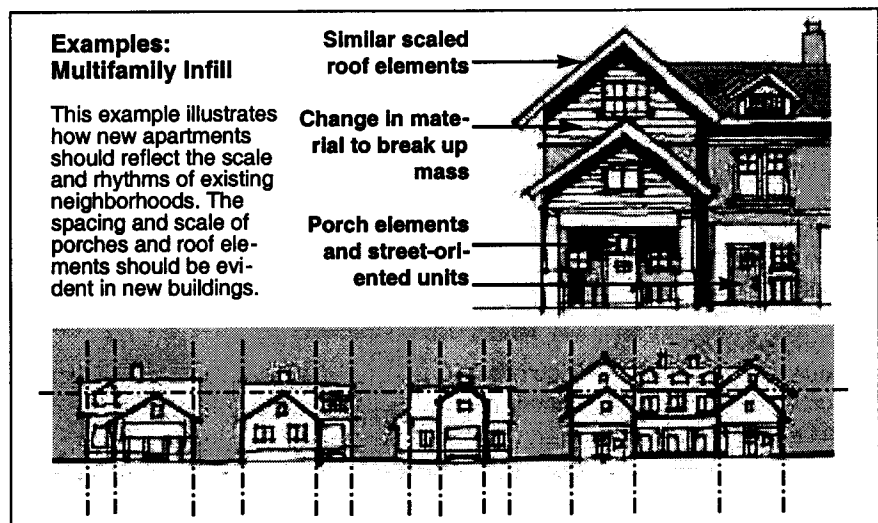 Examples:
Multifamily Infill
This example illustrates
how new apartments
should reflect the scale
and rhythms of existing
neighborhoods. The
spacing and scale of
porches and roof ele-
ments should be evi-
dent in new buildings.
Similar scaled
roof elements
Change in mate-
rial to break up
mass
Porch elements
and street-ori-
ented units